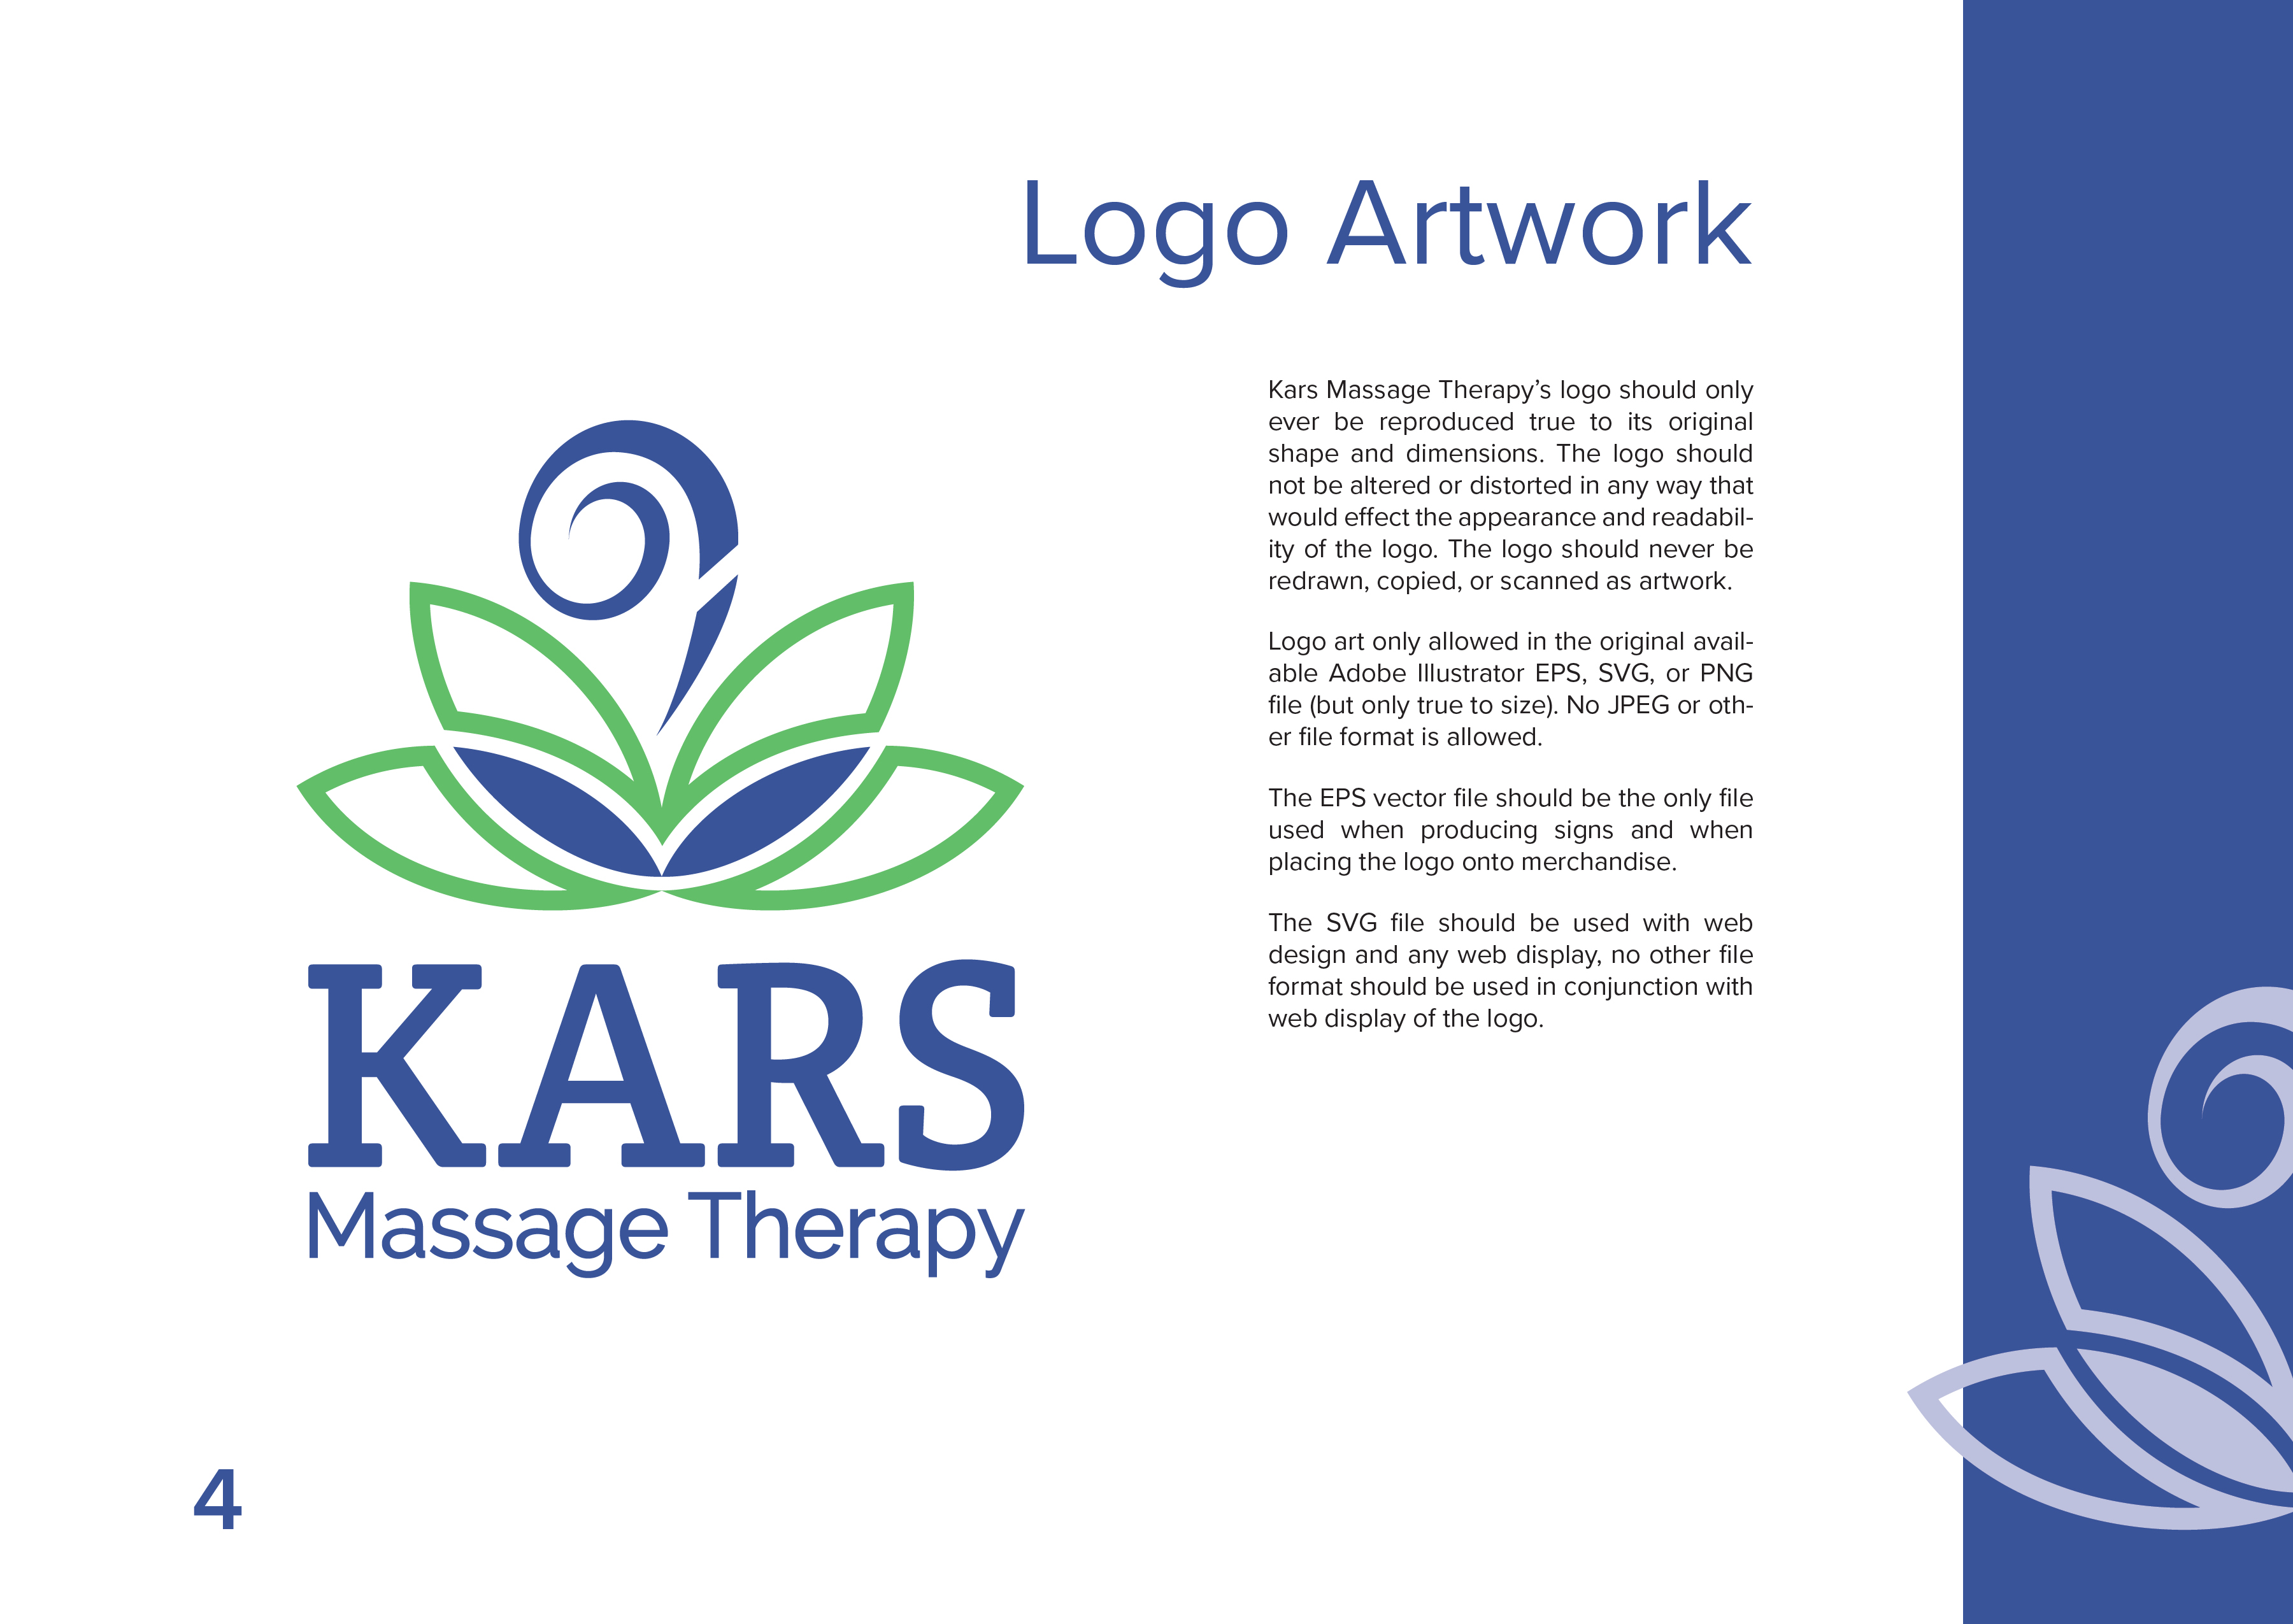 Logo Artwork
KARS
Massage Therapy
Kars Massage Therapy’s logo should only
ever be reproduced true to its original
shape and dimensions. The logo should
not be altered or distorted in any way that
would effect the appearance and readabil-
ity of the logo. The logo should never be
redrawn, copied, or scanned as artwork.
Logo art only allowed in the original avail-
able Adobe Illustrator EPS, SVG, or PNG
file (but only true to size). No JPEG or oth-
er file format is allowed.
The EPS vector file should be the only file
used when producing signs and when
placing the logo onto merchandise.
The SVG file should be used with web
design and any web display, no other file
format should be used in conjunction with
web display of the logo.
4